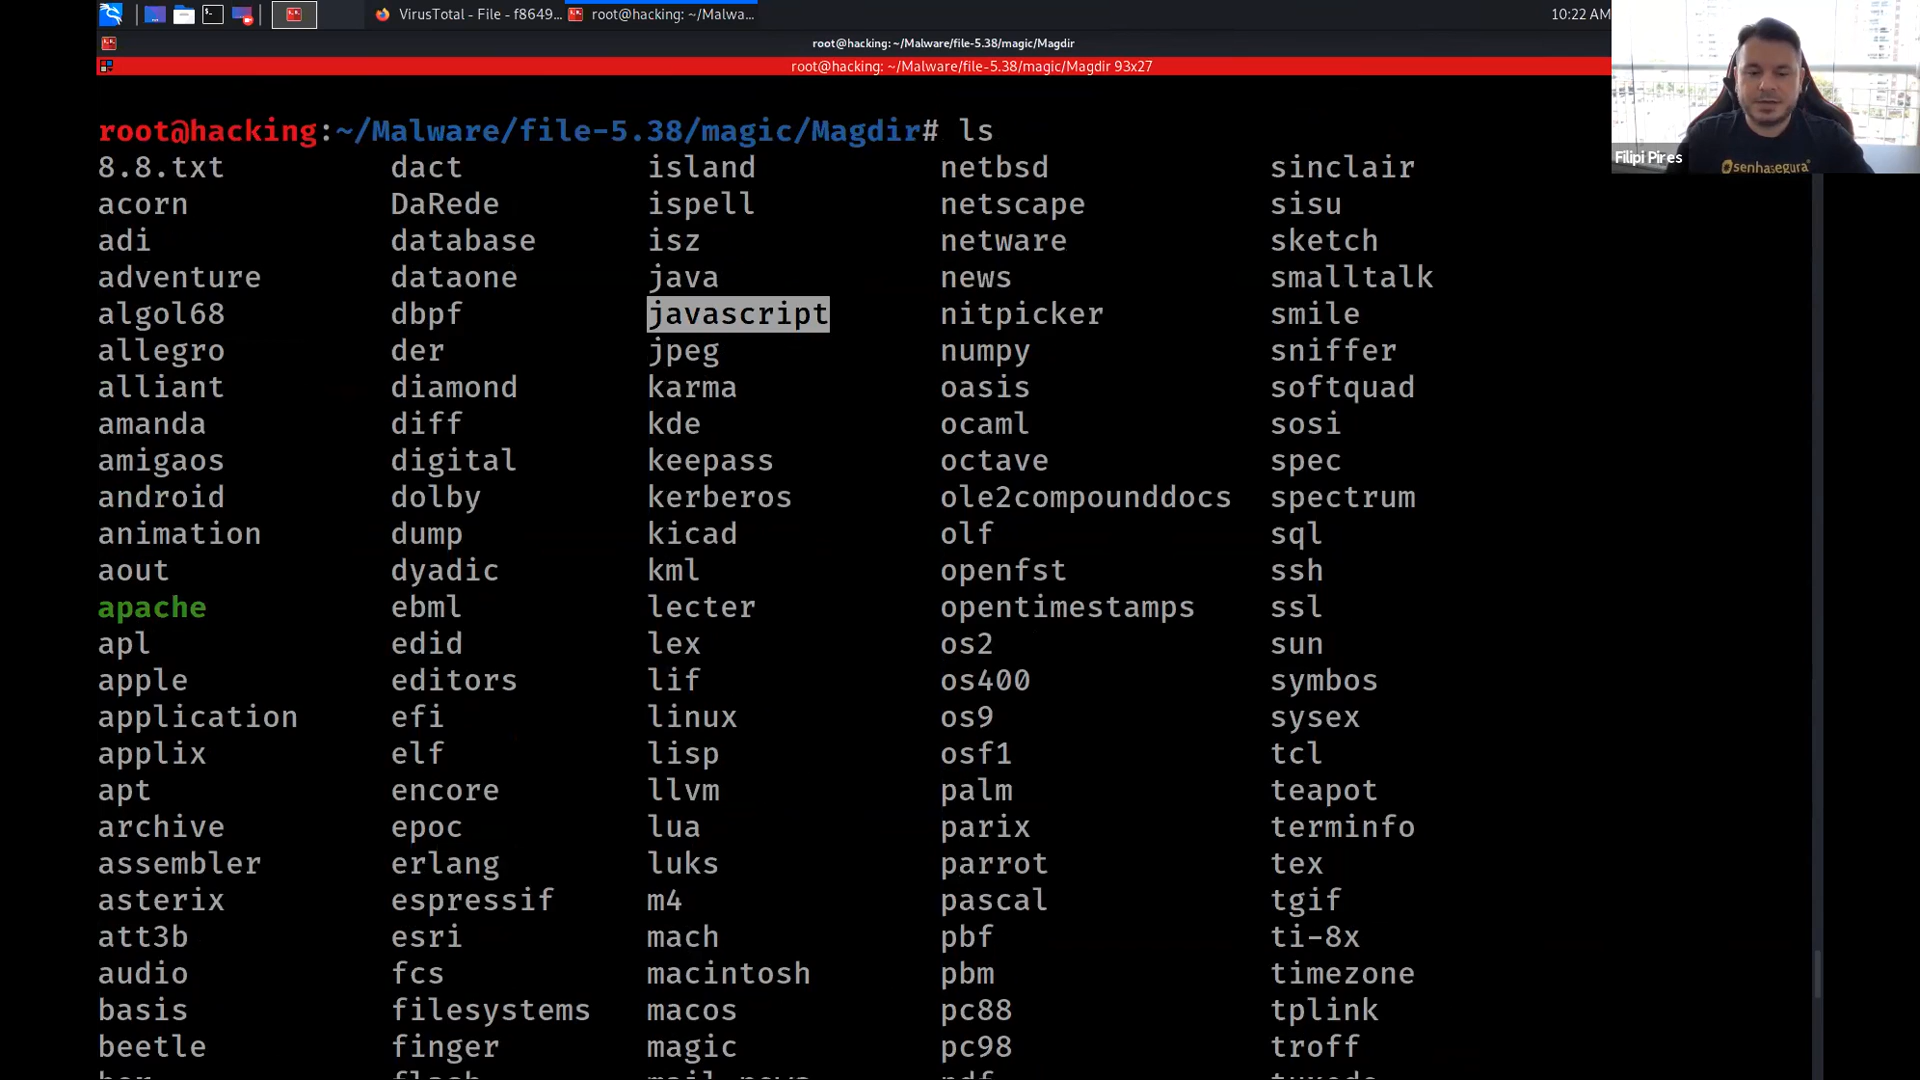 VirusTotal - File - f8649...
root@hacking: ~/Malwa...
10:22 AM
root@hacking: ~/Malware/file-5.38/magic/Magdir
root@hacking: ~/Malware/file-5.38/magic/Magdir 93x27
Filipi Pires
senhasegura
root@hacking:~/Malware/file-5.38/magic/Magdir# ls
8.8.txt dact island netbsd sinclair
acorn DaRede ispell netscape sisu
adi database isz netware sketch
adventure dataone java news smalltalk
algol68 dbpf javascript nitpicker smile
allegro der jpeg numpy sniffer
alliant diamond karma oasis softquad
amanda diff kde ocaml sosi
amigaos digital keepass octave spec
android dolby kerberos ole2compounddocs spectrum
animation dump kicad olf sql
aout dyadic kml openfst ssh
apache ebml lecter opentimestamps ssl
apl edid lex os2 sun
apple editors lif os400 symbos
application efi linux os9 sysex
applix elf lisp osf1 tcl
apt encore llvm palm teapot
archive epoc lua parix terminfo
assembler erlang luks parrot tex
asterix espressif m4 pascal tgif
att3b esri mach pbf ti-8x
audio fcs macintosh pbm timezone
basis filesystems macos pc88 tplink
beetle finger magic pc98 troff